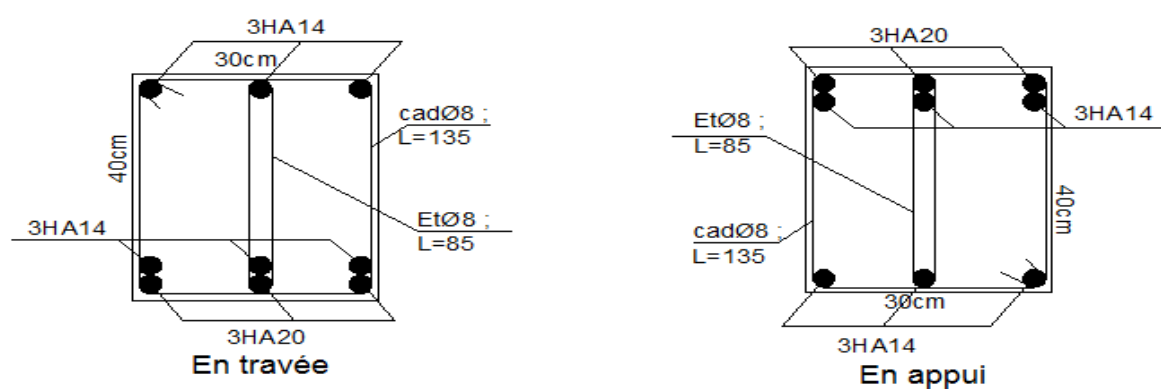 3HA14
30cm
cadØ8 ;
L=135
40cm
EtØ8 ;
L=85
3HA14
3HA20
En travée
3HA20
3HA14
EtØ8 ;
L=85
40cm
cadØ8 ;
L=135
30cm
3HA14
En appui